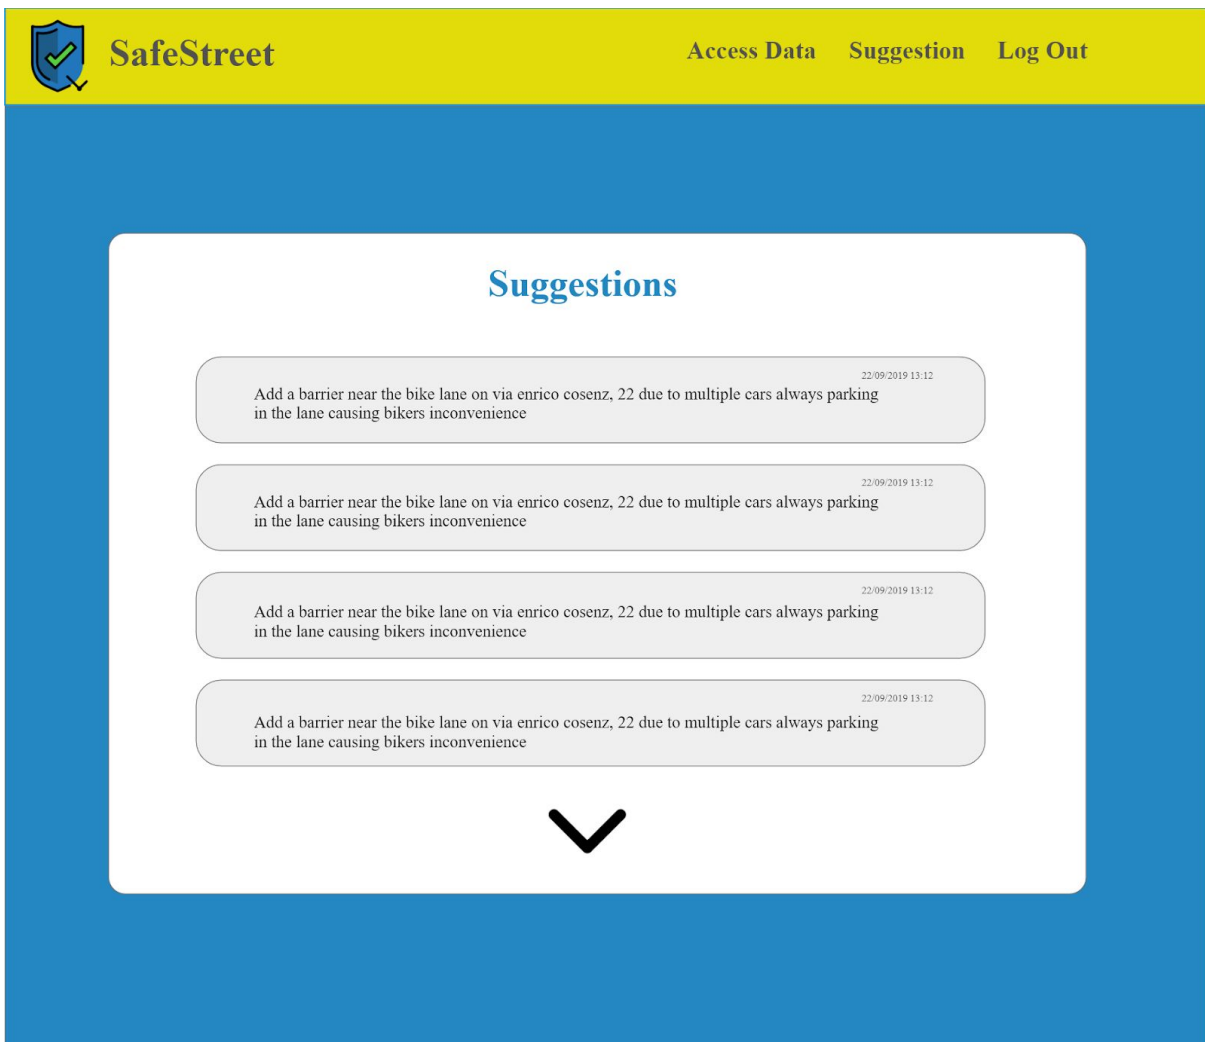 SafeStreet
Access Data
Suggestion
Log Out
Suggestions
22/09/2019 13:12
Add a barrier near the bike lane on via enrico cosenz, 22 due to multiple cars always parking
in the lane causing bikers inconvenience
22/09/2019 13:12
Add a barrier near the bike lane on via enrico cosenz, 22 due to multiple cars always parking
in the lane causing bikers inconvenience
22/09/2019 13:12
Add a barrier near the bike lane on via enrico cosenz, 22 due to multiple cars always parking
in the lane causing bikers inconvenience
22/09/2019 13:12
Add a barrier near the bike lane on via enrico cosenz, 22 due to multiple cars always parking
in the lane causing bikers inconvenience